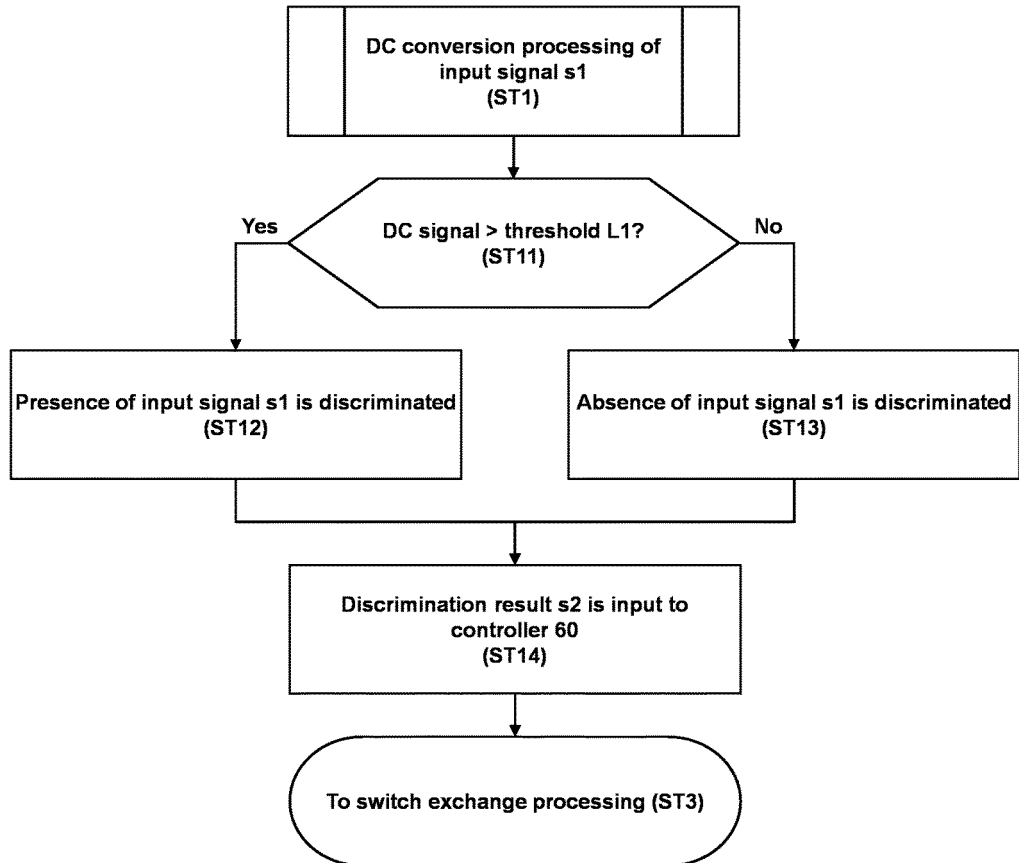 DC conversion processing of
input signal s1
(ST1)
DC signal > threshold L1?
(ST11)
Yes
No
Presence of input signal s1 is discriminated
(ST12)
Absence of input signal s1 is discriminated
(ST13)
Discrimination result s2 is input to
controller 60
(ST14)
To switch exchange processing (ST3)